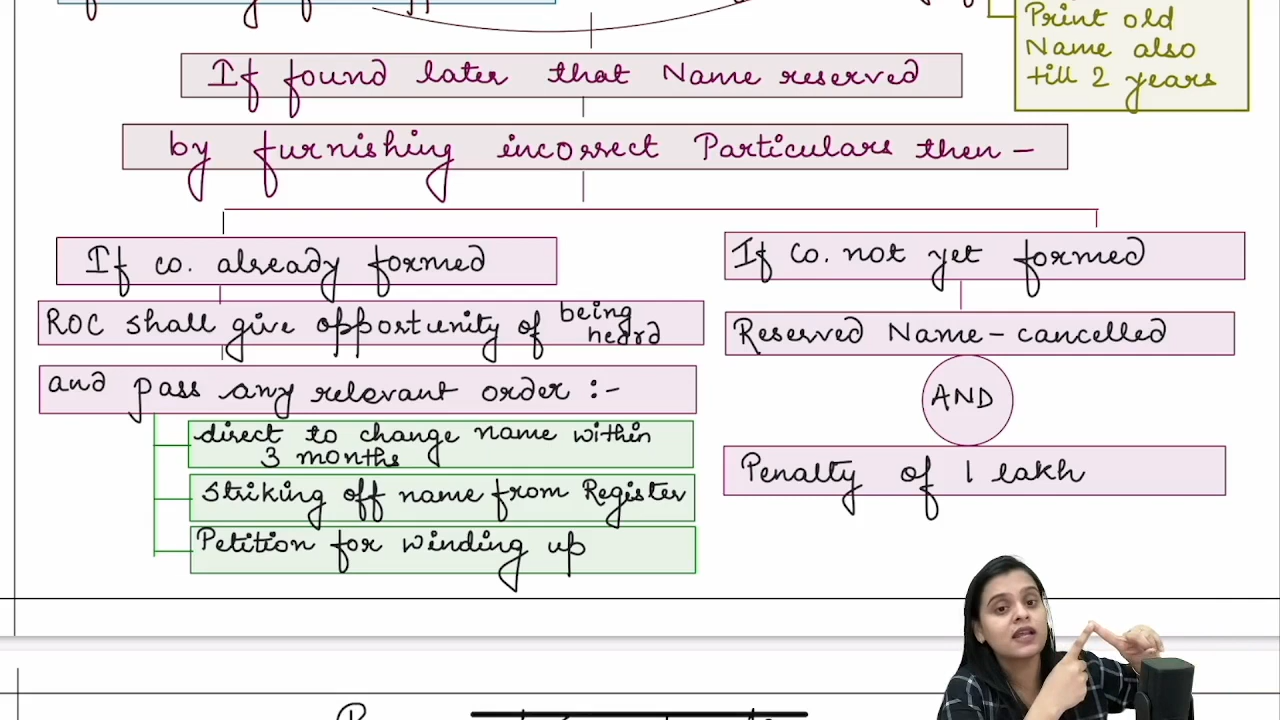 Print old
Name also
till 2 years
If found later that Name reserved
by furnishing incorrect Particulars then -
If co. already formed
ROC shall give opportunity of being heard
and pass any relevant order :-
direct to change name within
3 months
Striking off name from Register
Petition for winding up
If Co. not yet formed
Reserved Name - cancelled
AND
Penalty of 1 lakh